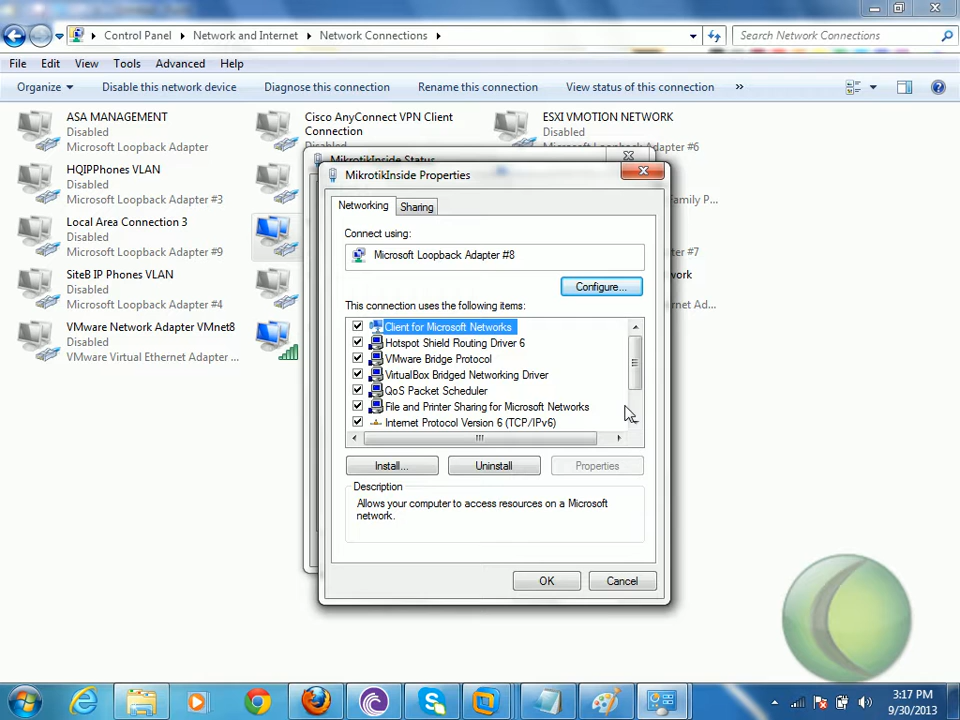 Control Panel
Network and Internet
Network Connections
Search Network Connections
File Edit View Tools Advanced Help
Organize
Disable this network device
Diagnose this connection
Rename this connection
View status of this connection
»
ASA MANAGEMENT
Disabled
Microsoft Loopback Adapter
Cisco AnyConnect VPN Client
Connection
Disabled
ESXI VMOTION NETWORK
Disabled
Microsoft Loopback Adapter #6
HQIPPhones VLAN
Disabled
Microsoft Loopback Adapter #3
amily P...
Local Area Connection 3
Disabled
Microsoft Loopback Adapter #9
#7
SiteB IP Phones VLAN
Disabled
Microsoft Loopback Adapter #4
work
et Ad...
VMware Network Adapter VMnet8
Disabled
VMware Virtual Ethernet Adapter ...
MikrotikInside Status
MikrotikInside Properties
Networking
Sharing
Connect using:
Microsoft Loopback Adapter #8
Configure...
This connection uses the following items:
Client for Microsoft Networks
Hotspot Shield Routing Driver 6
VMware Bridge Protocol
VirtualBox Bridged Networking Driver
QoS Packet Scheduler
File and Printer Sharing for Microsoft Networks
Internet Protocol Version 6 (TCP/IPv6)
Install...
Uninstall
Properties
Description
Allows your computer to access resources on a Microsoft
network.
OK
Cancel
3:17 PM
9/30/2013